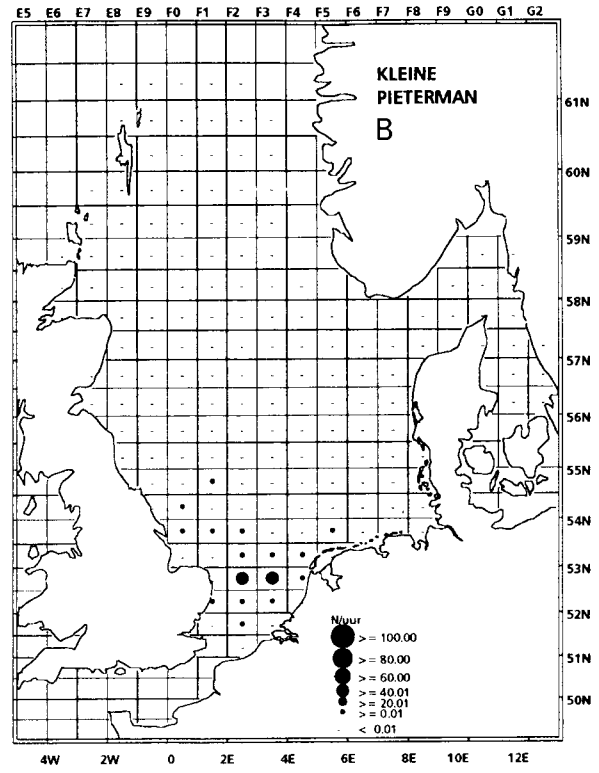 E5 E6 E7 E8 E9 F0 F1 F2 F3 F4 F5 F6 F7 F8 F9 G0 G1 G2
KLEINE
PIETERMAN
B
61N
60N
59N
58N
57N
56N
55N
54N
53N
52N
51N
50N
N/uur
>= 100.00
>= 80.00
>= 60.00
>= 40.01
>= 20.01
>= 0.01
< 0.01
4W 2W 0 2E 4E 6E 8E 10E 12E